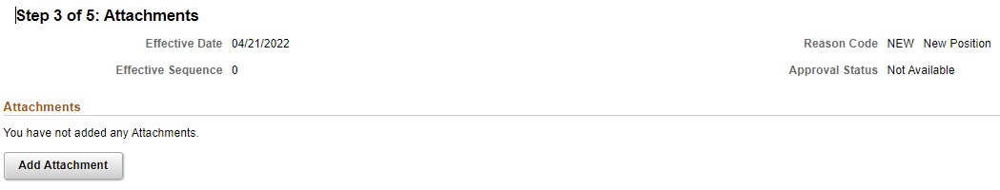 Step 3 of 5: Attachments
Effective Date 04/21/2022 Reason Code NEW New Position
Effective Sequence 0 Approval Status Not Available
Attachments
You have not added any Attachments.
Add Attachment